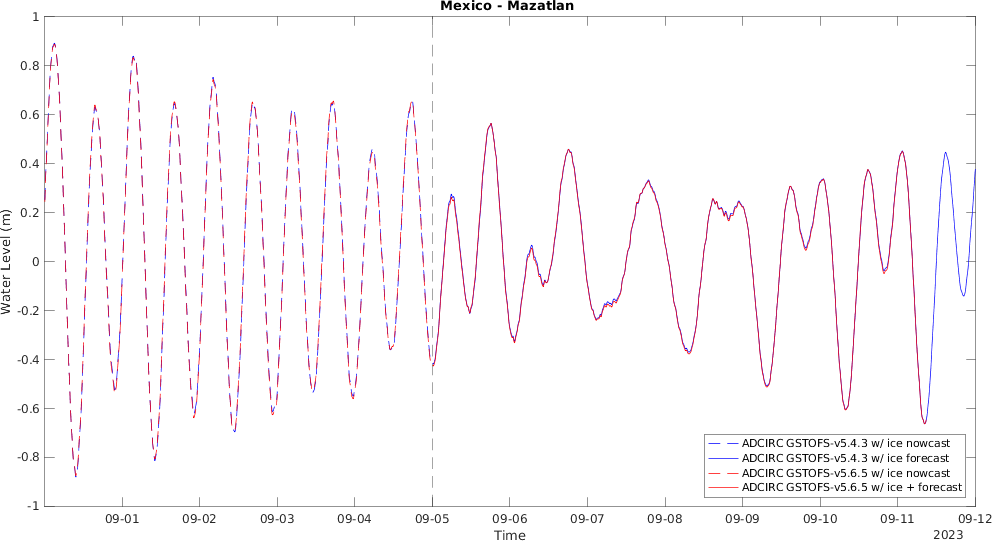 Mexico - Mazatlan
1
0.8
0.6
0.4
0.2
0
-0.2
-0.4
-0.6
-0.8
-1
Water Level (m)
ADCIRC GSTOFS-v5.4.3 w/ ice nowcast
ADCIRC GSTOFS-v5.4.3 w/ ice forecast
ADCIRC GSTOFS-v5.6.5 w/ ice nowcast
ADCIRC GSTOFS-v5.6.5 w/ ice + forecast
09-01 09-02 09-03 09-04 09-05 09-06 09-07 09-08 09-09 09-10 09-11 09-12
Time
2023